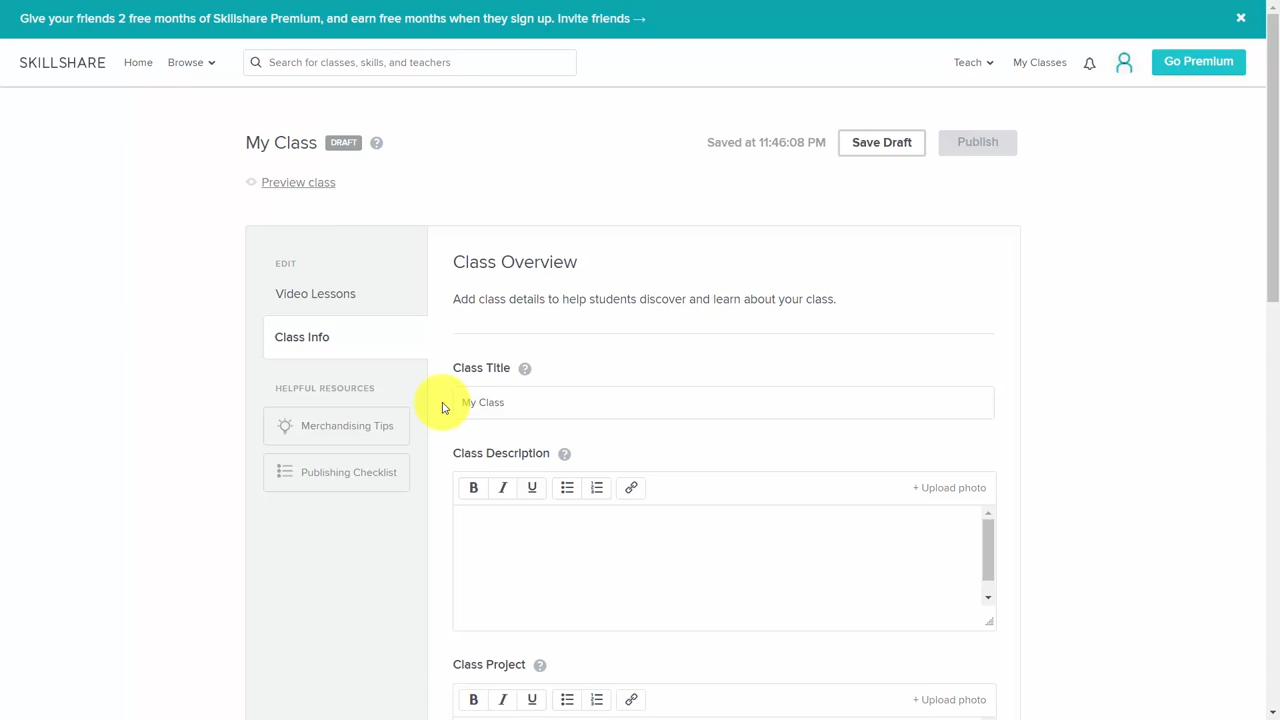 Give your friends 2 free months of Skillshare Premium, and earn free months when they sign up. Invite friends →
SKILLSHARE Home Browse Search for classes, skills, and teachers Teach My Classes Go Premium
My Class DRAFT ? Saved at 11:46:08 PM Save Draft Publish
Preview class
EDIT
Video Lessons
Class Info
HELPFUL RESOURCES
Merchandising Tips
Publishing Checklist
Class Overview
Add class details to help students discover and learn about your class.
Class Title ?
My Class
Class Description ?
B I U + Upload photo
Class Project ?
B I U + Upload photo